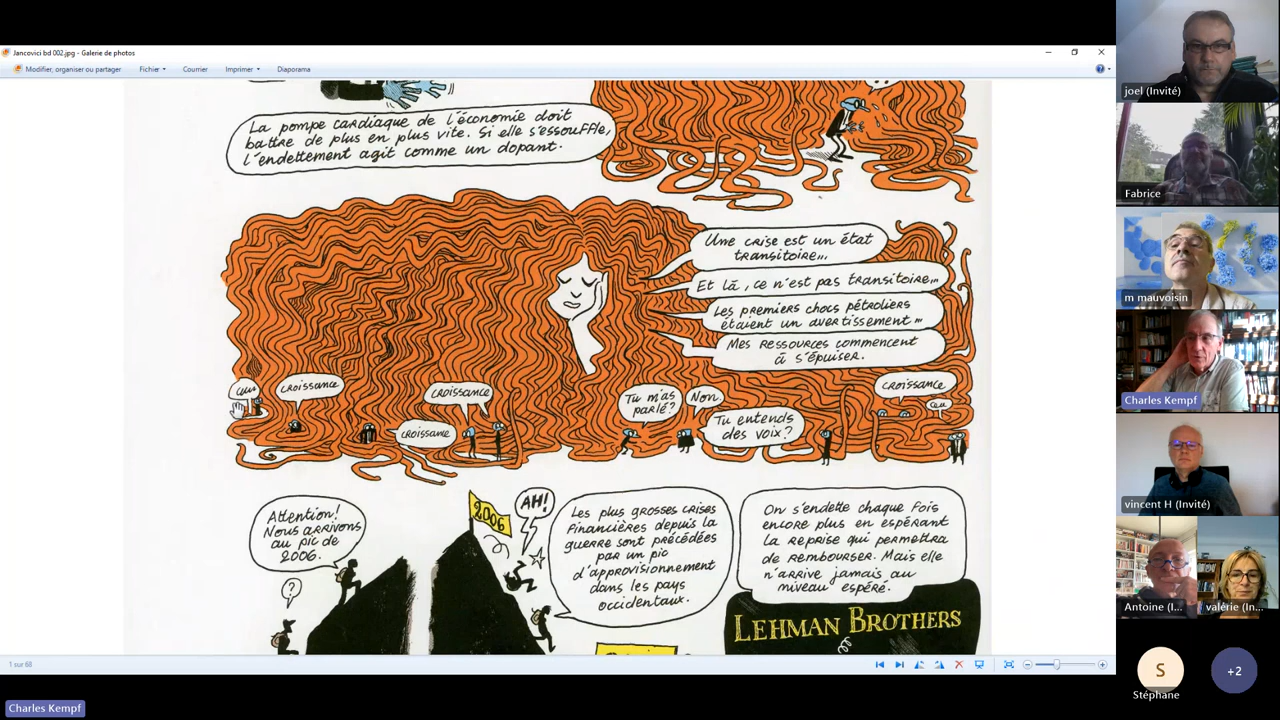 Jancovici bd 002.jpg - Galerie de photos
Modifier, organiser ou partager
Fichier
Courrier
Imprimer
Diaporama
La pompe cardiaque de l'économie doit
battre de plus en plus vite. Si elle s'essouffle,
l'endettement agit comme un dopant.
Une crise est un état
transitoire...
Et là, ce n'est pas transitoire...
Les premiers chocs pétroliers
étaient un avertissement...
Mes ressources commencent
à s'épuiser.
CROISSANCE
CROISSANCE
CROISSANCE
Tu m'as
parlé?
Non
Tu entends
des voix?
CROISSANCE
Attention!
Nous arrivons
au pic de
2006.
?
2006
AH!
Les plus grosses crises
financières depuis la
guerre sont précédées
par un pic
d'approvisionnement
dans les pays
occidentaux.
On s'endette chaque fois
encore plus en espérant
la reprise qui permettra
de rembourser. Mais elle
n'arrive jamais au
niveau espéré.
LEHMAN BROTHERS
1 sur 68
joel (Invité)
Fabrice
m mauvoisin
Charles Kempf
vincent H (Invité)
Antoine (I...
valérie (In...
S
Stéphane
+2
Charles Kempf